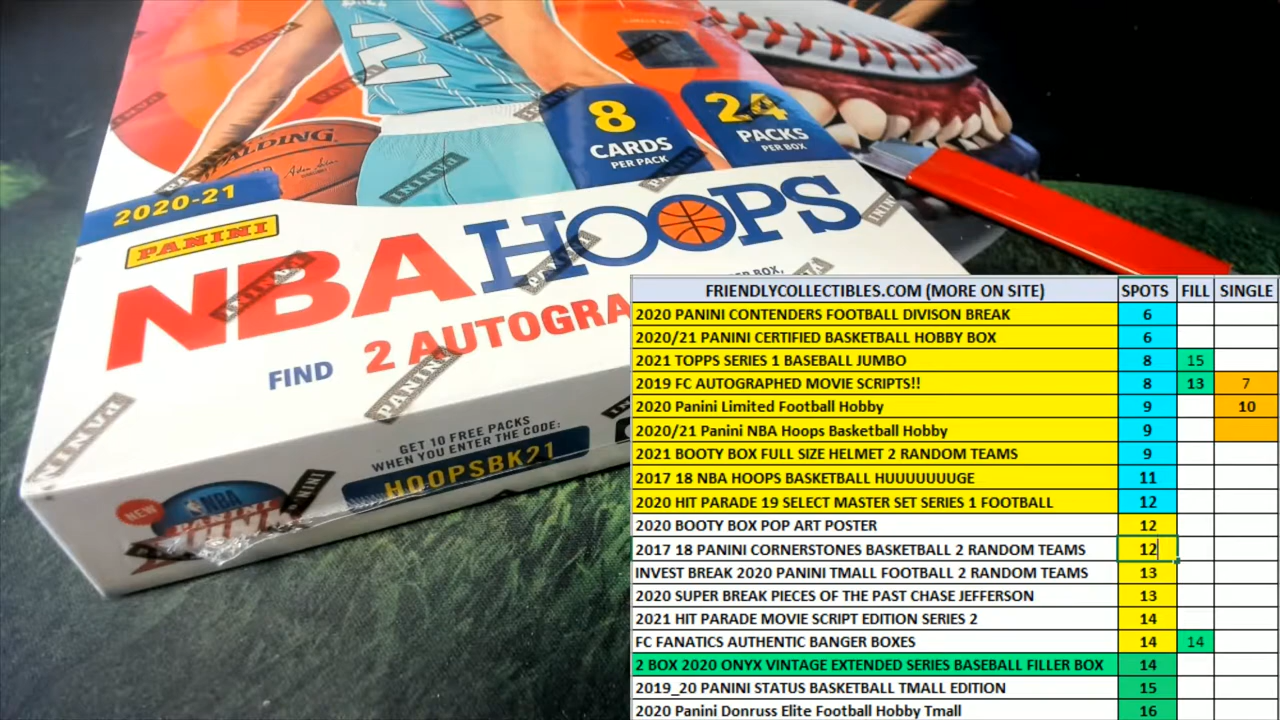 8
CARDS
PER PACK
24
PACKS
PER BOX
SPALDING
2020-21
PANINI
NBA HOOPS
FIND 2 AUTOGRA
GET 10 FREE PACKS
WHEN YOU ENTER THE CODE:
HOOPSBK21
NEW
NBA
PANINI
FRIENDLYCOLLECTIBLES.COM (MORE ON SITE) SPOTS FILL SINGLE
2020 PANINI CONTENDERS FOOTBALL DIVISON BREAK 6
2020/21 PANINI CERTIFIED BASKETBALL HOBBY BOX 6
2021 TOPPS SERIES 1 BASEBALL JUMBO 8 15
2019 FC AUTOGRAPHED MOVIE SCRIPTS!! 8 13 7
2020 Panini Limited Football Hobby 9 10
2020/21 Panini NBA Hoops Basketball Hobby 9
2021 BOOTY BOX FULL SIZE HELMET 2 RANDOM TEAMS 9
2017 18 NBA HOOPS BASKETBALL HUUUUUUUGE 11
2020 HIT PARADE 19 SELECT MASTER SET SERIES 1 FOOTBALL 12
2020 BOOTY BOX POP ART POSTER 12
2017 18 PANINI CORNERSTONES BASKETBALL 2 RANDOM TEAMS 12
INVEST BREAK 2020 PANINI TMALL FOOTBALL 2 RANDOM TEAMS 13
2020 SUPER BREAK PIECES OF THE PAST CHASE JEFFERSON 13
2021 HIT PARADE MOVIE SCRIPT EDITION SERIES 2 14
FC FANATICS AUTHENTIC BANGER BOXES 14 14
2 BOX 2020 ONYX VINTAGE EXTENDED SERIES BASEBALL FILLER BOX 14
2019_20 PANINI STATUS BASKETBALL TMALL EDITION 15
2020 Panini Donruss Elite Football Hobby Tmall 16